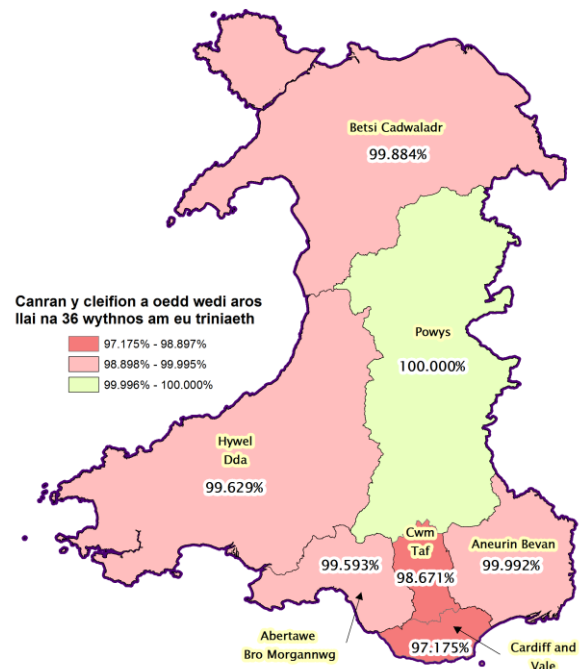 Betsi Cadwaladr
99.884%
Canran y cleifion a oedd wedi aros
llai na 36 wythnos am eu triniaeth
97.175% - 98.897%
98.898% - 99.995%
99.996% - 100.000%
Powys
100.000%
Hywel
Dda
99.629%
Cwm
Taf
98.671%
Aneurin Bevan
99.992%
99.593%
Abertawe
Bro Morgannwg
97.175%
Cardiff and
Vale